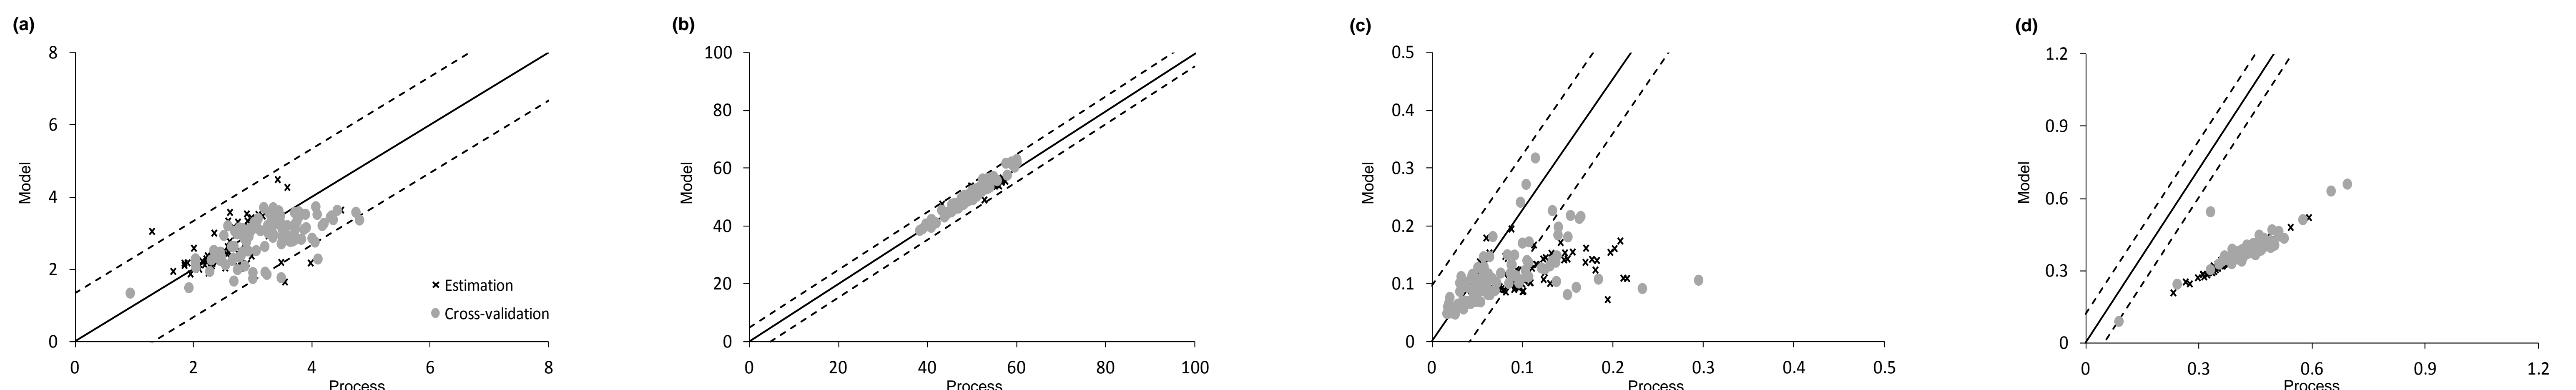 (a)
8
6
4
2
0
0 2 4 6 8
Model
Process
Estimation
Cross-validation
(b)
100
80
60
40
20
0
0 20 40 60 80 100
Model
Process
(c)
0.5
0.4
0.3
0.2
0.1
0
0 0.1 0.2 0.3 0.4 0.5
Model
Process
(d)
1.2
0.9
0.6
0.3
0
0 0.3 0.6 0.9 1.2
Model
Process